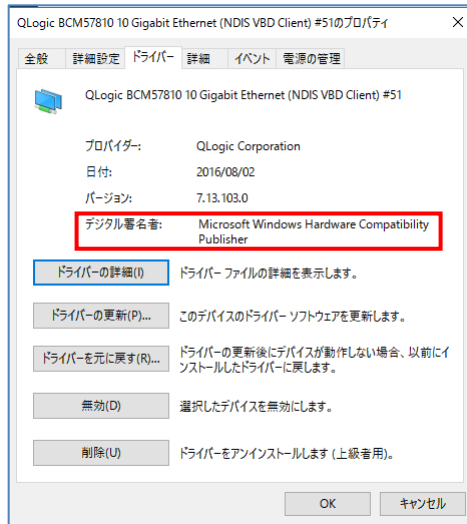 QLogic BCM57810 10 Gigabit Ethernet (NDIS VBD Client) #51のプロパティ
全般 詳細設定 ドライバー 詳細 イベント 電源の管理
QLogic BCM57810 10 Gigabit Ethernet (NDIS VBD Client) #51
プロバイダー: QLogic Corporation
日付: 2016/08/02
バージョン: 7.13.103.0
デジタル署名者: Microsoft Windows Hardware Compatibility
Publisher
ドライバーの詳細(I) ドライバー ファイルの詳細を表示します。
ドライバーの更新(P)... このデバイスのドライバー ソフトウェアを更新します。
ドライバーを元に戻す(R)... ドライバーの更新後にデバイスが動作しない場合、以前にイ
ンストールしたドライバーに戻します。
無効(D) 選択したデバイスを無効にします。
削除(U) ドライバーをアンインストールします (上級者用)。
OK キャンセル